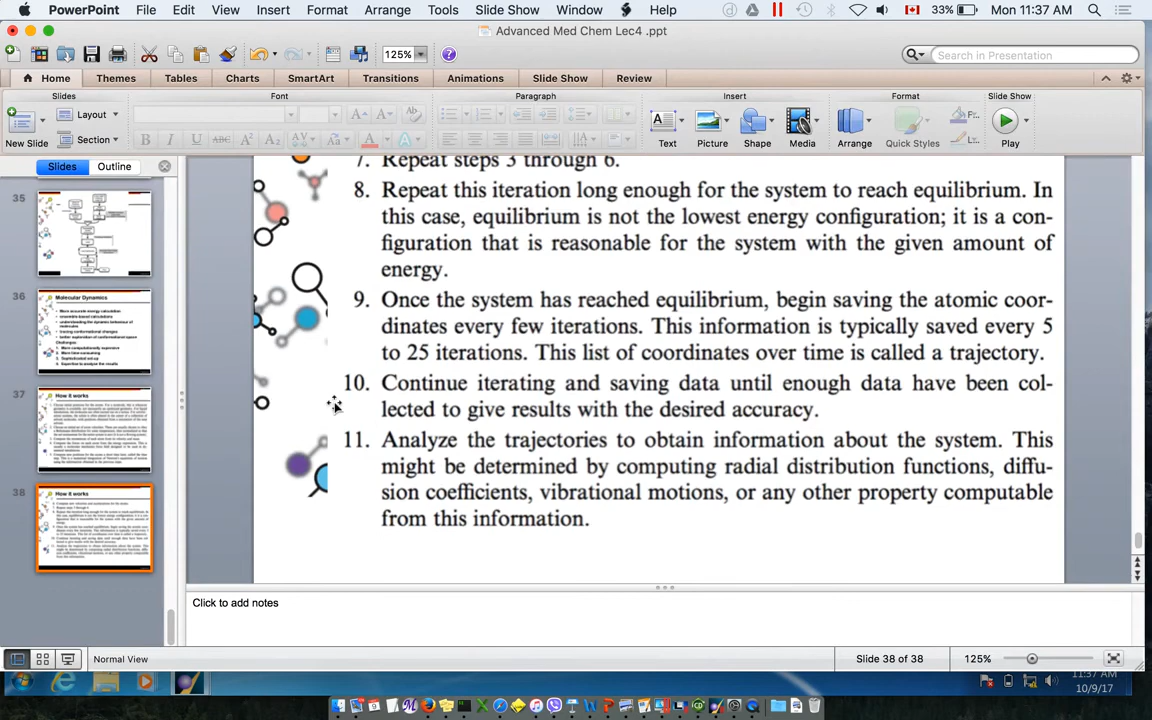 PowerPoint File Edit View Insert Format Arrange Tools Slide Show Window Help 33% Mon 11:37 AM
Advanced Med Chem Lec4 .ppt
125% Search in Presentation
Home Themes Tables Charts SmartArt Transitions Animations Slide Show Review
Slides Font Paragraph Insert Format Slide Show
New Slide Layout Section Text Picture Shape Media Arrange Quick Styles Play
Slides Outline
35
36
Molecular Dynamics
37
How it works
38
How it works
7. Repeat steps 3 through 6.
8. Repeat this iteration long enough for the system to reach equilibrium. In
this case, equilibrium is not the lowest energy configuration; it is a con-
figuration that is reasonable for the system with the given amount of
energy.
9. Once the system has reached equilibrium, begin saving the atomic coor-
dinates every few iterations. This information is typically saved every 5
to 25 iterations. This list of coordinates over time is called a trajectory.
10. Continue iterating and saving data until enough data have been col-
lected to give results with the desired accuracy.
11. Analyze the trajectories to obtain information about the system. This
might be determined by computing radial distribution functions, diffu-
sion coefficients, vibrational motions, or any other property computable
from this information.
Click to add notes
Normal View Slide 38 of 38 125%
11:37 AM
10/9/17